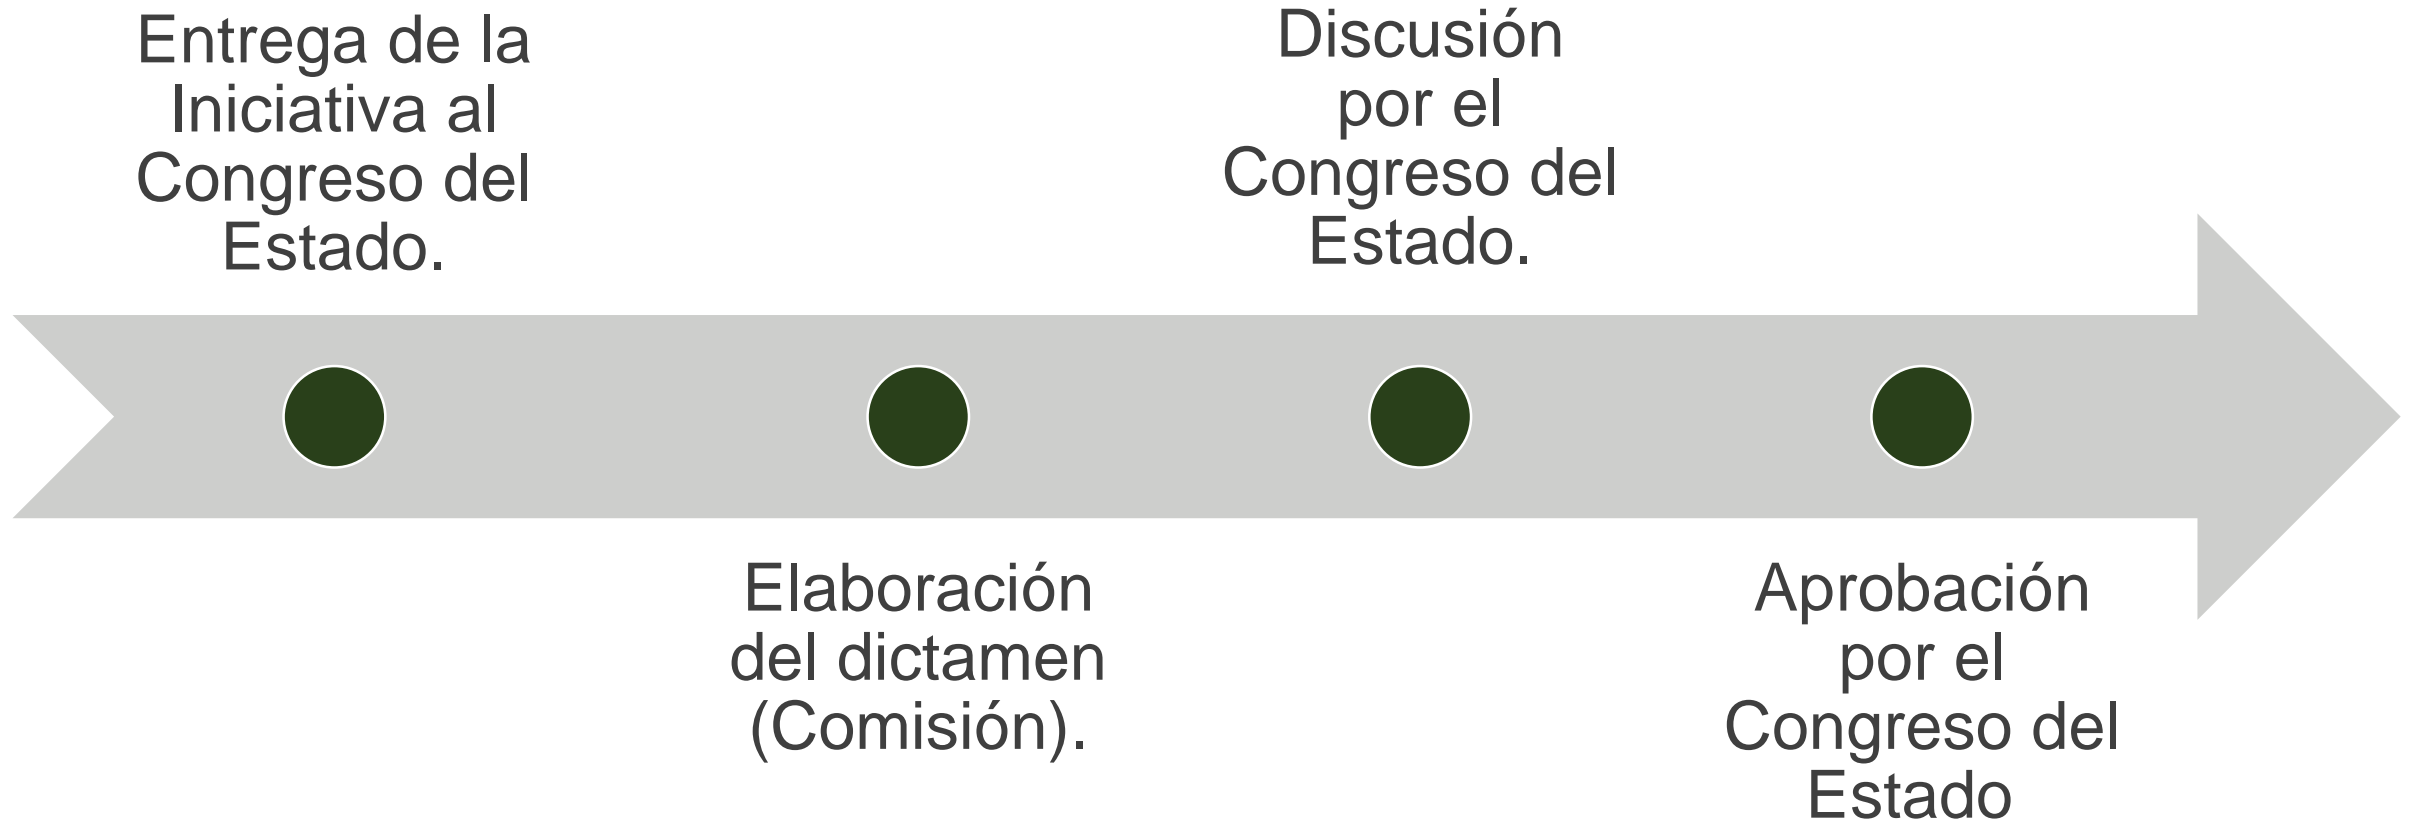 Entrega de la
Iniciativa al
Congreso del
Estado.
Elaboración
del dictamen
(Comisión).
Discusión
por el
Congreso del
Estado.
Aprobación
por el
Congreso del
Estado